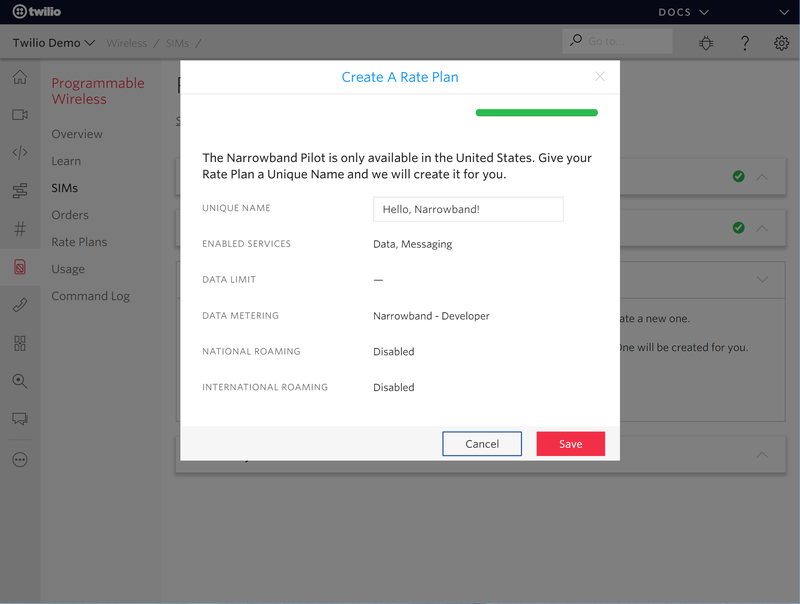 twilio
DOCS
Twilio Demo
Wireless / SIMs /
Go to...
Programmable
Wireless
Overview
Learn
SIMs
Orders
Rate Plans
Usage
Command Log
Create A Rate Plan
The Narrowband Pilot is only available in the United States. Give your
Rate Plan a Unique Name and we will create it for you.
UNIQUE NAME Hello, Narrowband!
ENABLED SERVICES Data, Messaging
DATA LIMIT —
DATA METERING Narrowband - Developer
NATIONAL ROAMING Disabled
INTERNATIONAL ROAMING Disabled
Cancel Save
a new one.
One will be created for you.